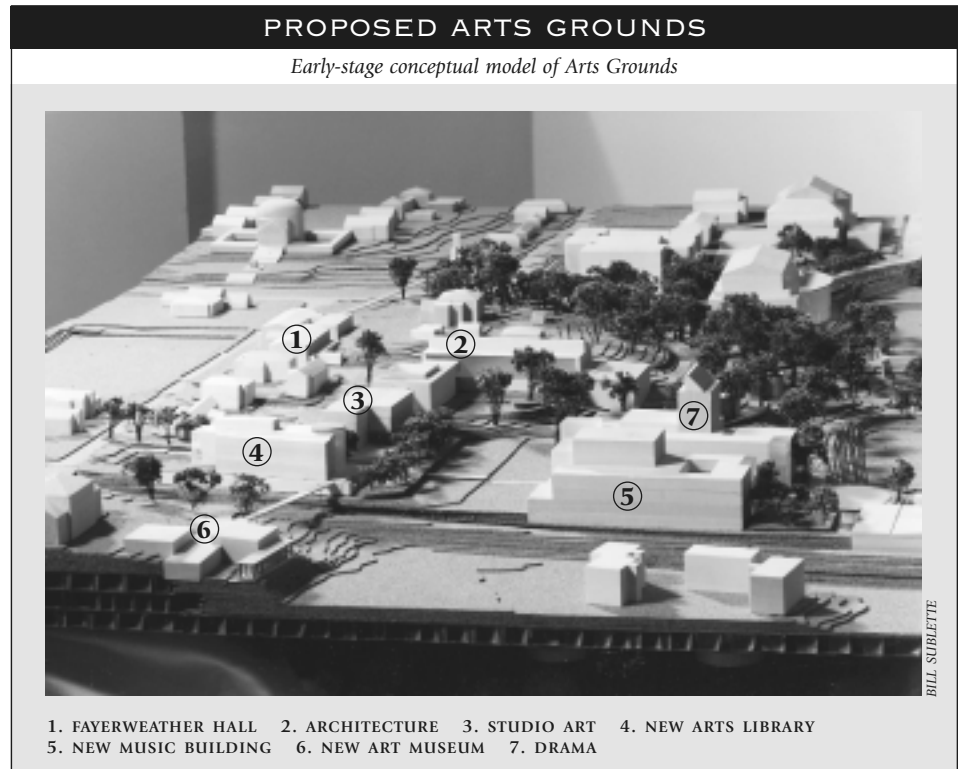 PROPOSED ARTS GROUNDS
Early-stage conceptual model of Arts Grounds
1
2
3
7
4
5
6
BILL SUBLETTE
1. FAYERWEATHER HALL 2. ARCHITECTURE 3. STUDIO ART 4. NEW ARTS LIBRARY
5. NEW MUSIC BUILDING 6. NEW ART MUSEUM 7. DRAMA